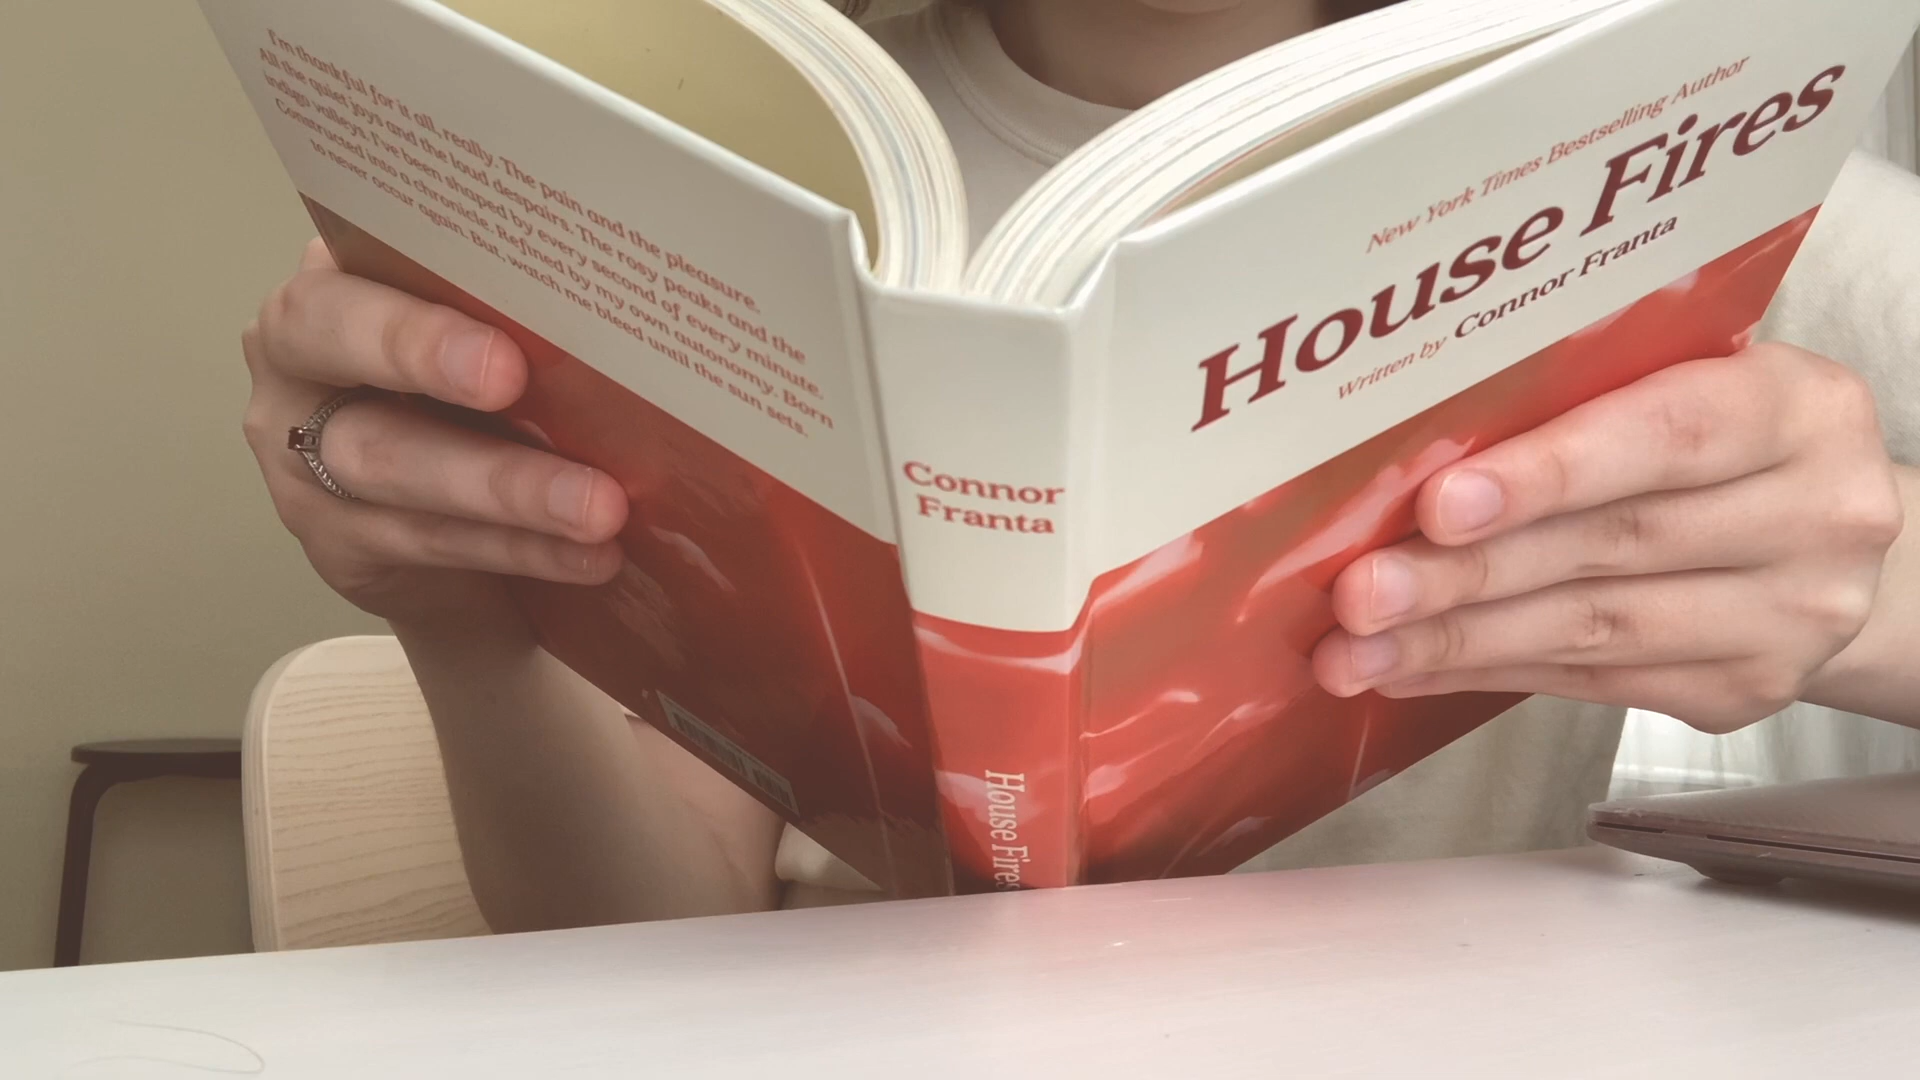 I'm thankful for it all, really. The pain and the pleasure.
All the quiet joys and the loud despairs. The rosy peaks and the
indigo valleys. I've been shaped by every second of every minute.
Constructed into a chronicle. Refined by my own autonomy. Born
to never occur again. But, watch me bleed until the sun sets.
Connor
Franta
House Fires
New York Times Bestselling Author
House Fires
Written by Connor Franta